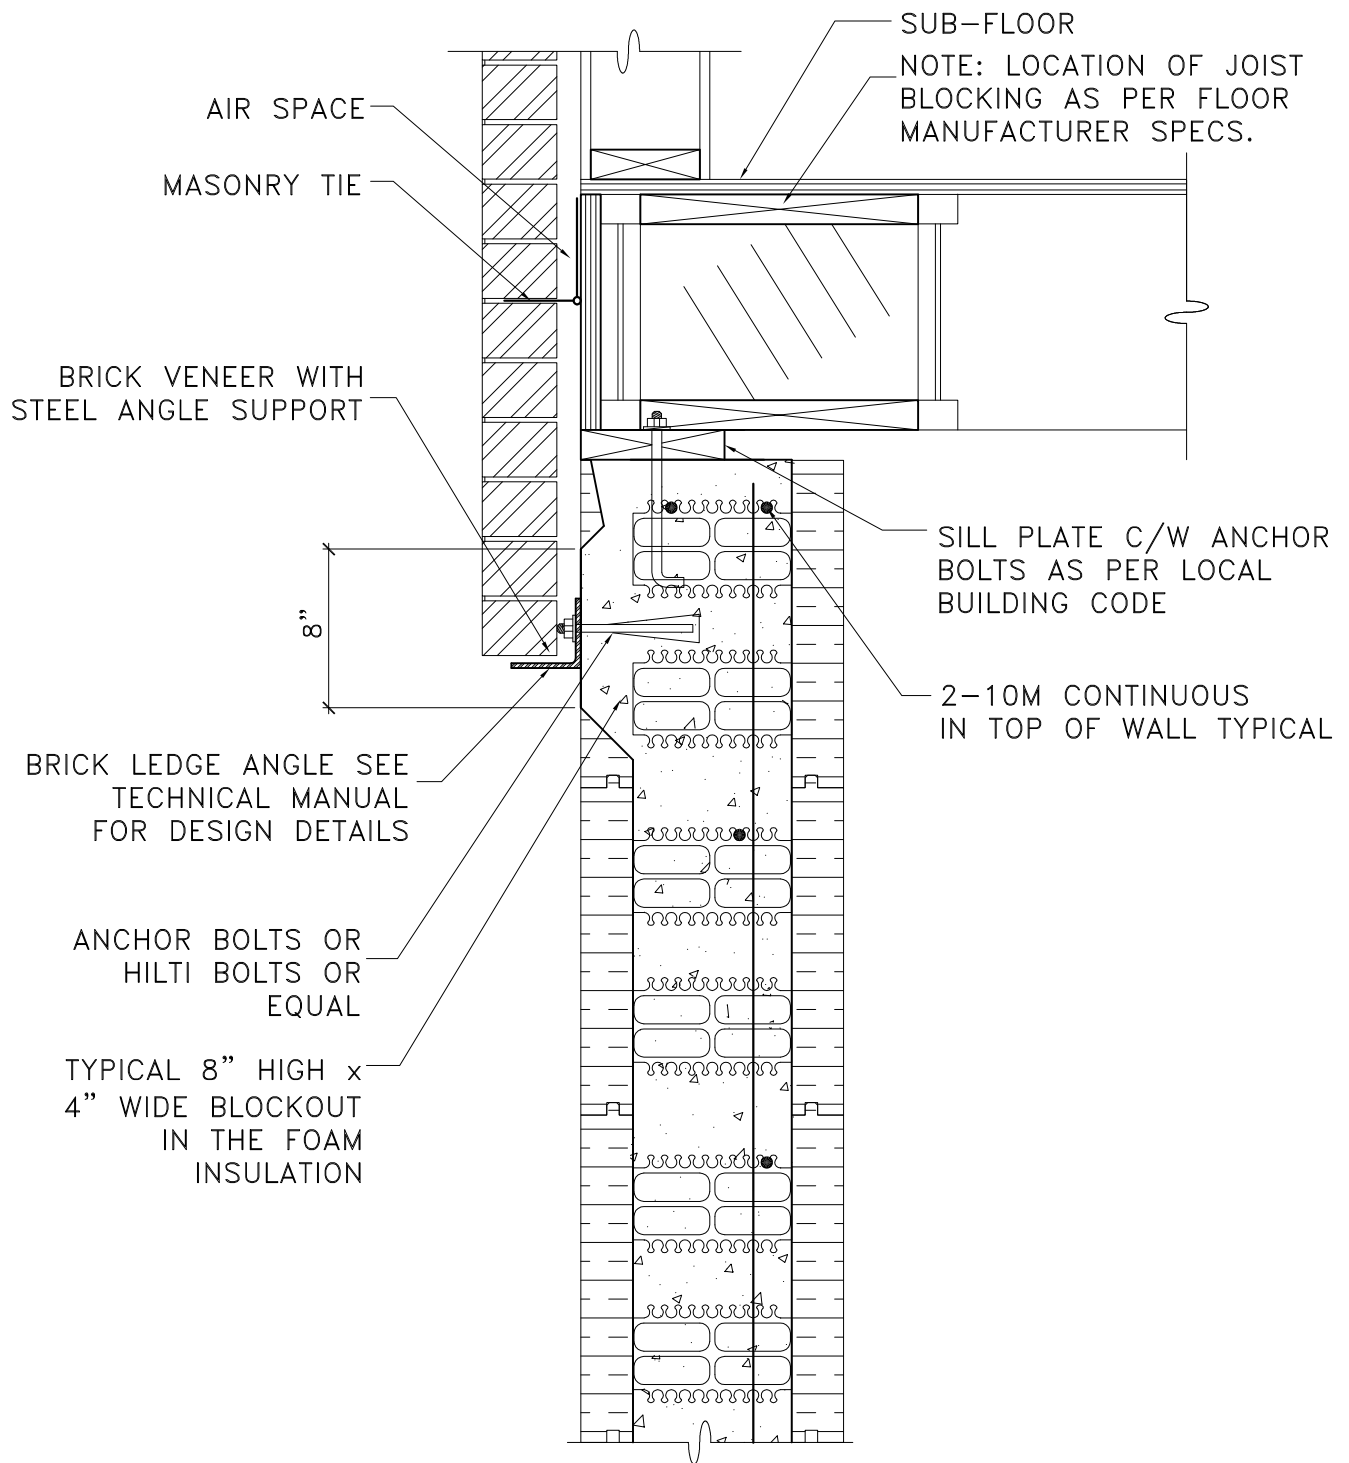 SUB-FLOOR
NOTE: LOCATION OF JOIST
BLOCKING AS PER FLOOR
MANUFACTURER SPECS.
AIR SPACE
MASONRY TIE
BRICK VENEER WITH
STEEL ANGLE SUPPORT
SILL PLATE C/W ANCHOR
BOLTS AS PER LOCAL
BUILDING CODE
8"
2-10M CONTINUOUS
IN TOP OF WALL TYPICAL
BRICK LEDGE ANGLE SEE
TECHNICAL MANUAL
FOR DESIGN DETAILS
ANCHOR BOLTS OR
HILTI BOLTS OR
EQUAL
TYPICAL 8" HIGH x
4" WIDE BLOCKOUT
IN THE FOAM
INSULATION